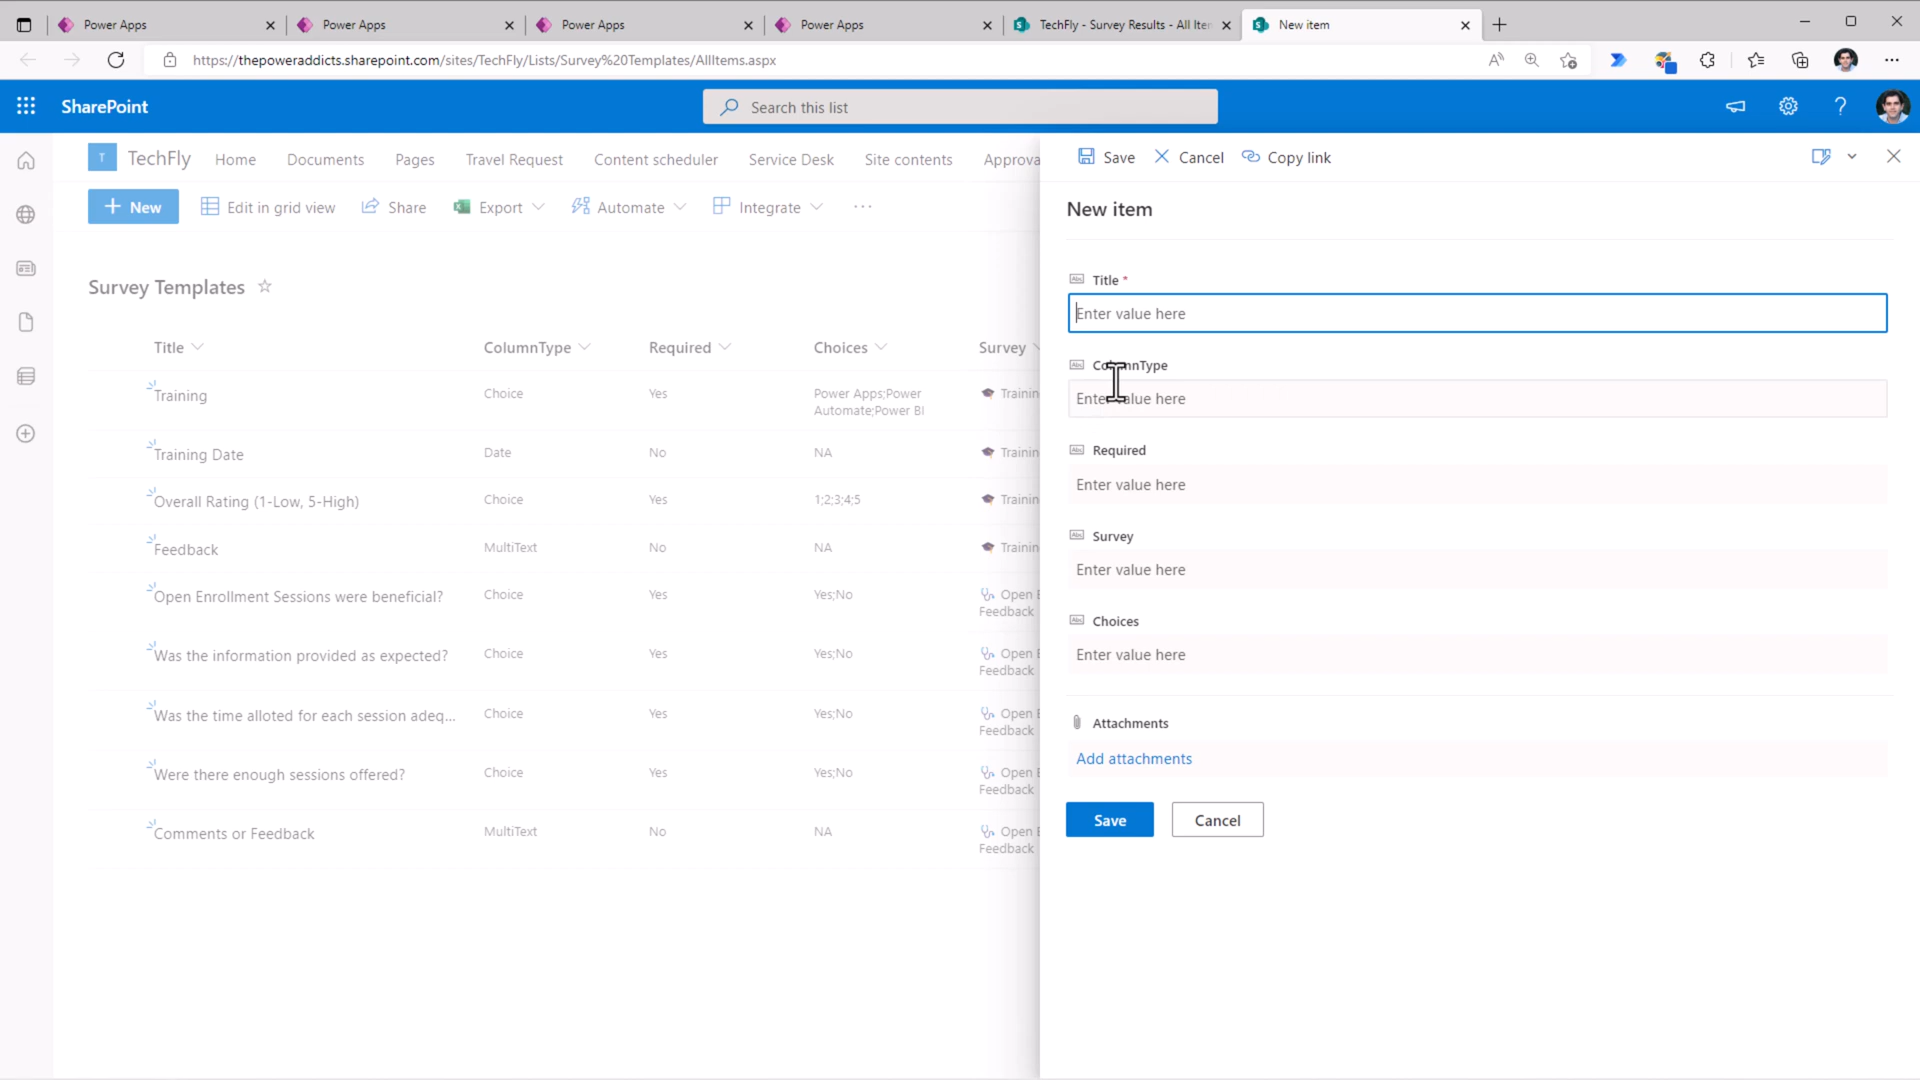 Power Apps
Power Apps
Power Apps
Power Apps
TechFly - Survey Results - All Iten
New item
https://thepoweraddicts.sharepoint.com/sites/TechFly/Lists/Survey%20Templates/AllItems.aspx
SharePoint
Search this list
T
TechFly
Home
Documents
Pages
Travel Request
Content scheduler
Service Desk
Site contents
Approva
New
Edit in grid view
Share
Export
Automate
Integrate
Survey Templates
Title
ColumnType
Required
Choices
Survey
Training
Choice
Yes
Power Apps;Power
Automate;Power BI
Trainin
Training Date
Date
No
NA
Trainin
Overall Rating (1-Low, 5-High)
Choice
Yes
1;2;3;4;5
Trainin
Feedback
MultiText
No
NA
Trainin
Open Enrollment Sessions were beneficial?
Choice
Yes
Yes;No
Open E
Feedback
Was the information provided as expected?
Choice
Yes
Yes;No
Open E
Feedback
Was the time alloted for each session adeq...
Choice
Yes
Yes;No
Open E
Feedback
Were there enough sessions offered?
Choice
Yes
Yes;No
Open E
Feedback
Comments or Feedback
MultiText
No
NA
Open E
Feedback
Save
Cancel
Copy link
New item
Title *
Enter value here
ColumnType
Enter value here
Required
Enter value here
Survey
Enter value here
Choices
Enter value here
Attachments
Add attachments
Save
Cancel